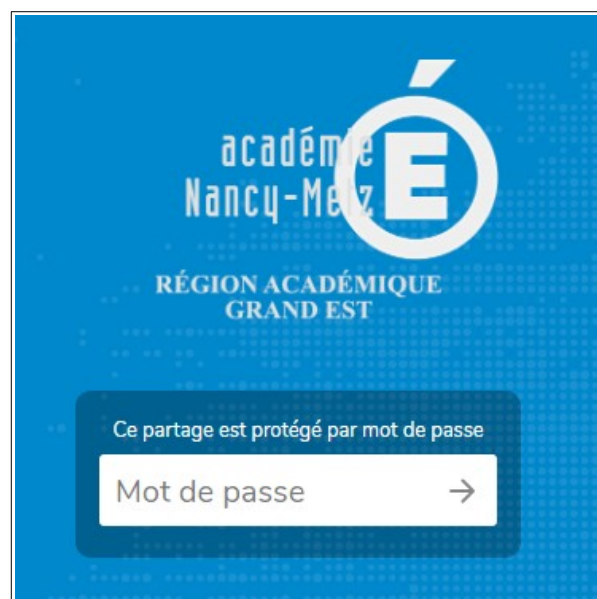 académie
Nancy-Metz
É
RÉGION ACADÉMIQUE
GRAND EST
Ce partage est protégé par mot de passe
Mot de passe